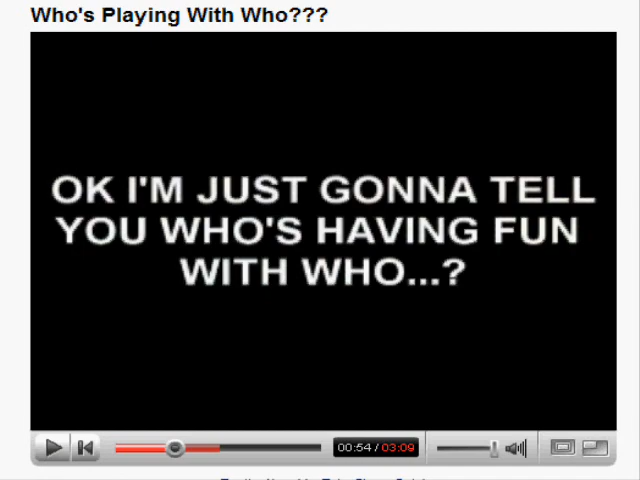 Who's Playing With Who???
OK I'M JUST GONNA TELL
YOU WHO'S HAVING FUN
WITH WHO...?
00:54 / 03:09